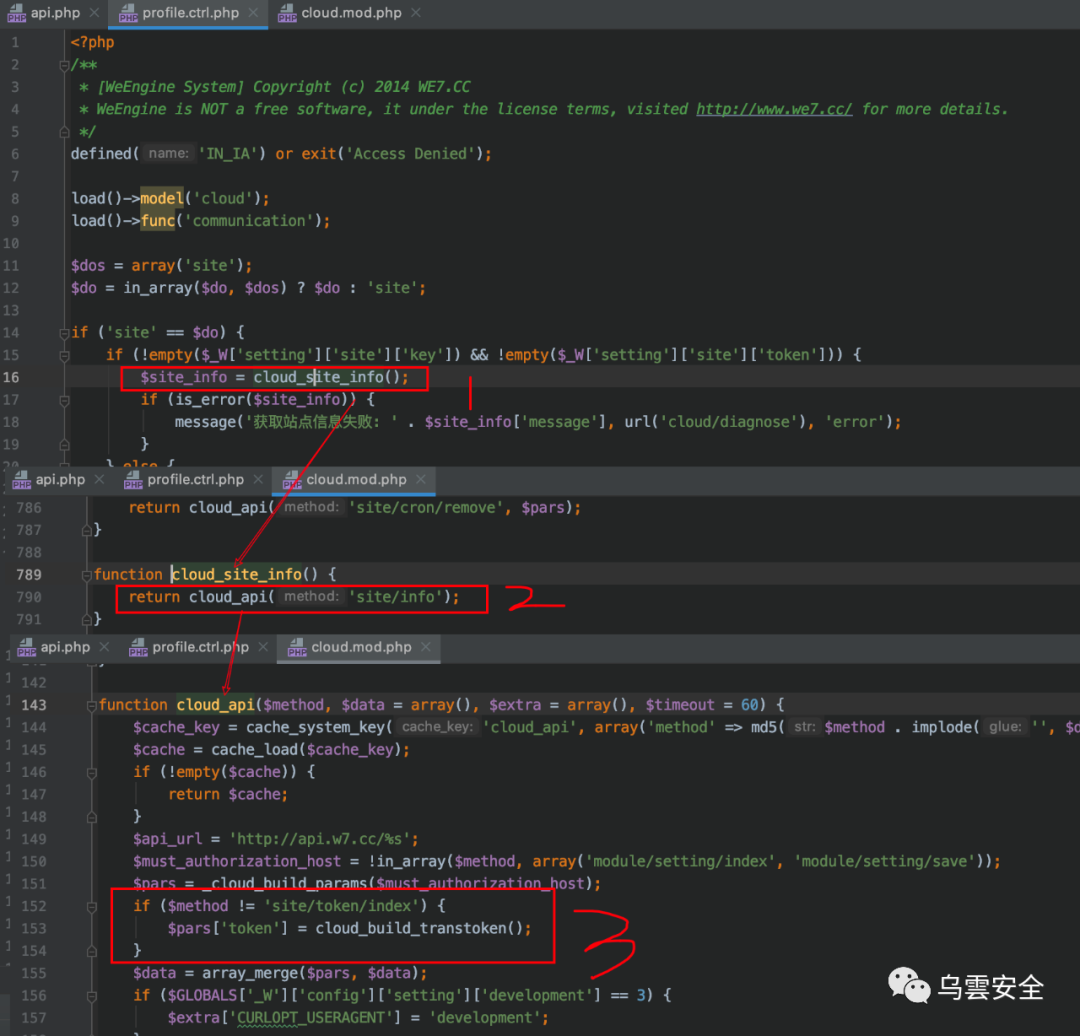 api.php profile.ctrl.php cloud.mod.php
1 <?php
2 /**
3 * [WeEngine System] Copyright (c) 2014 WE7.CC
4 * WeEngine is NOT a free software, it under the license terms, visited http://www.we7.cc/ for more details.
5 */
6 defined( name: 'IN_IA') or exit('Access Denied');
7
8 load()->model('cloud');
9 load()->func('communication');
10
11 $dos = array('site');
12 $do = in_array($do, $dos) ? $do : 'site';
13
14 if ('site' == $do) {
15 if (!empty($_W['setting']['site']['key']) && !empty($_W['setting']['site']['token'])) {
16 $site_info = cloud_site_info();
17 if (is_error($site_info)) {
18 message('获取站点信息失败: ' . $site_info['message'], url('cloud/diagnose'), 'error');
19 }
20 } else {
api.php profile.ctrl.php cloud.mod.php
786 return cloud_api( method: 'site/cron/remove', $pars);
787 }
788
789 function cloud_site_info() {
790 return cloud_api( method: 'site/info');
2
791 }
api.php profile.ctrl.php cloud.mod.php
142
143 function cloud_api($method, $data = array(), $extra = array(), $timeout = 60) {
144 $cache_key = cache_system_key( cache_key: 'cloud_api', array('method' => md5( str: $method . implode( glue: '',
145 $cache = cache_load($cache_key);
146 if (!empty($cache)) {
147 return $cache;
148 }
149 $api_url = 'http://api.w7.cc/%s';
150 $must_authorization_host = !in_array($method, array('module/setting/index', 'module/setting/save'));
151 $pars = _cloud_build_params($must_authorization_host);
152 if ($method != 'site/token/index') {
153 $pars['token'] = cloud_build_transtoken();
3
154 }
155 $data = array_merge($pars, $data);
156 if ($GLOBALS['_W']['config']['setting']['development'] == 3) {
157 $extra['CURLOPT_USERAGENT'] = 'development';
乌雲安全